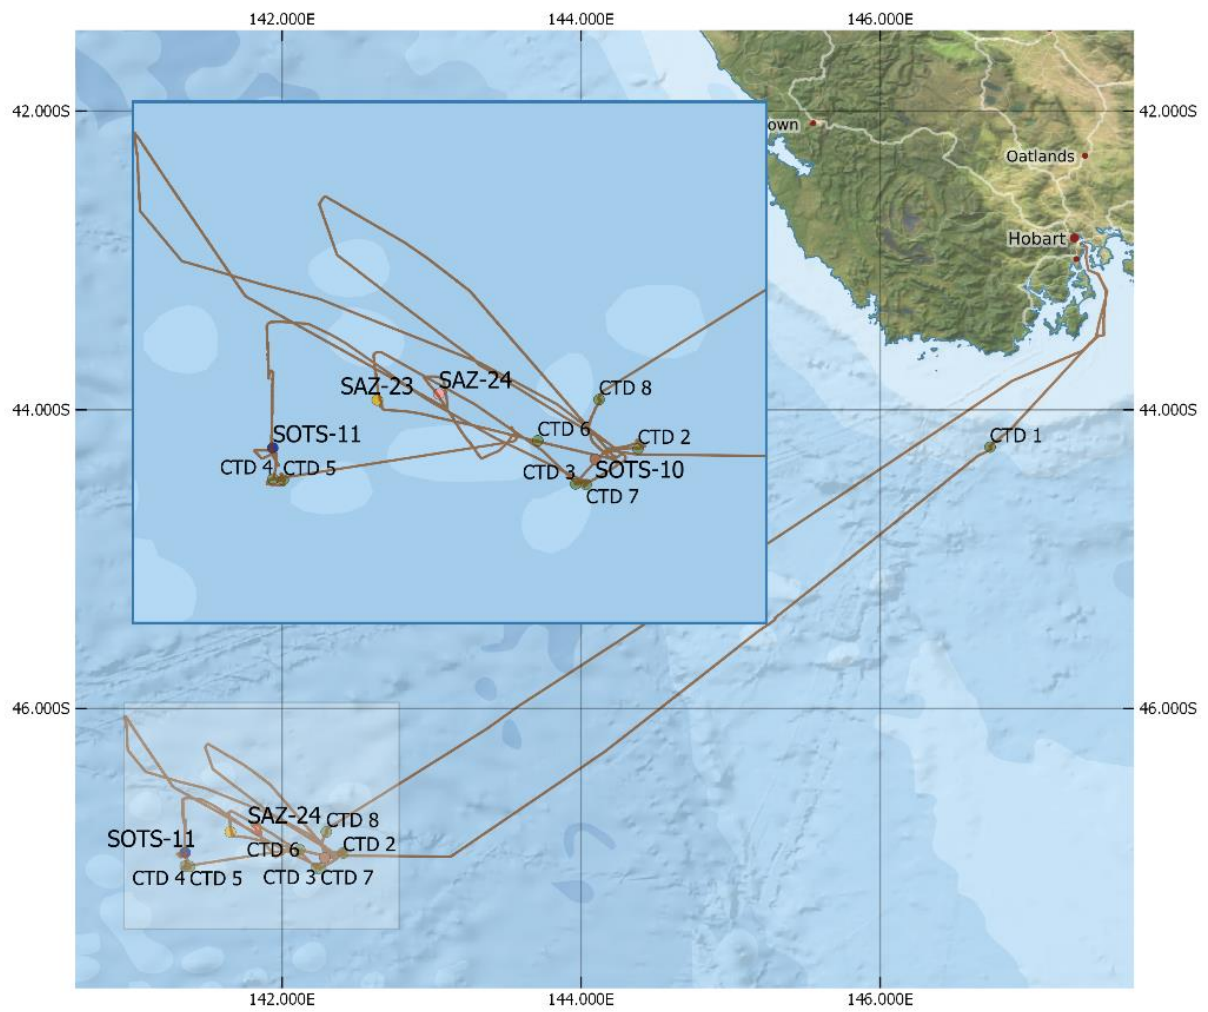 142.000E
144.000E
146.000E
42.000S
42.000S
own
Oatlands
Hobart
SAZ-23
SAZ-24
CTD 8
44.000S
44.000S
SOTS-11
CTD 6
CTD 2
CTD 1
CTD 4
CTD 5
CTD 3
SOTS-10
CTD 7
46.000S
46.000S
SAZ-24
CTD 8
SOTS-11
CTD 6
CTD 2
CTD 4
CTD 5
CTD 3
CTD 7
142.000E
144.000E
146.000E